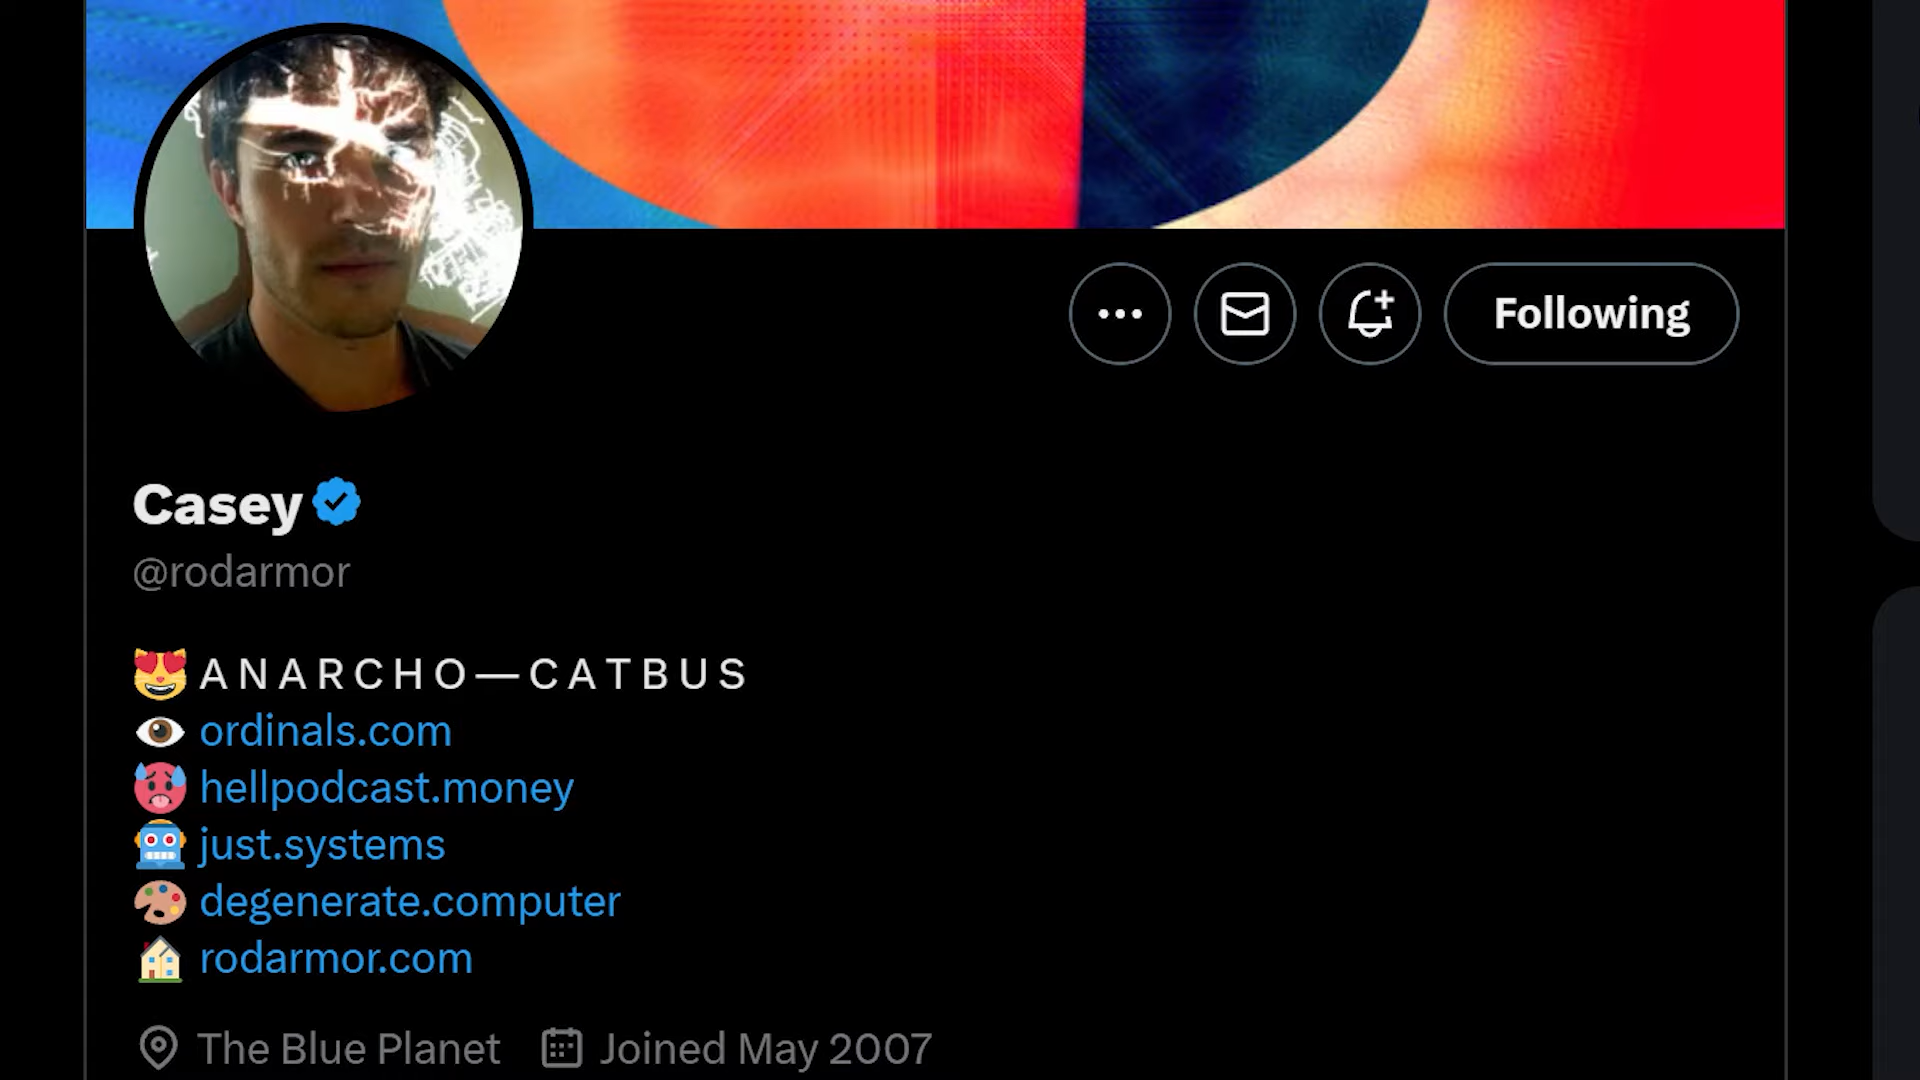 Following
Casey
@rodarmor
😻 A N A R C H O — C A T B U S
👁 ordinals.com
🥵 hellpodcast.money
🤖 just.systems
🎨 degenerate.computer
🏠 rodarmor.com
The Blue Planet Joined May 2007